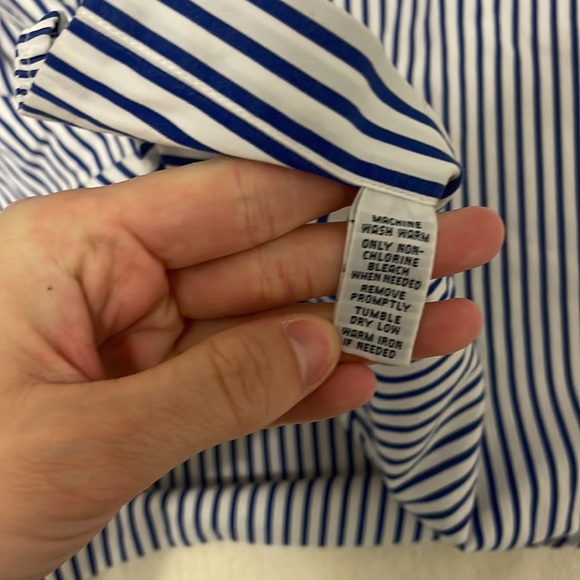 MACHINE
WASH WARM
ONLY NON-
CHLORINE
BLEACH
WHEN NEEDED
REMOVE
PROMPTLY
TUMBLE
DRY LOW
WARM IRON
IF NEEDED